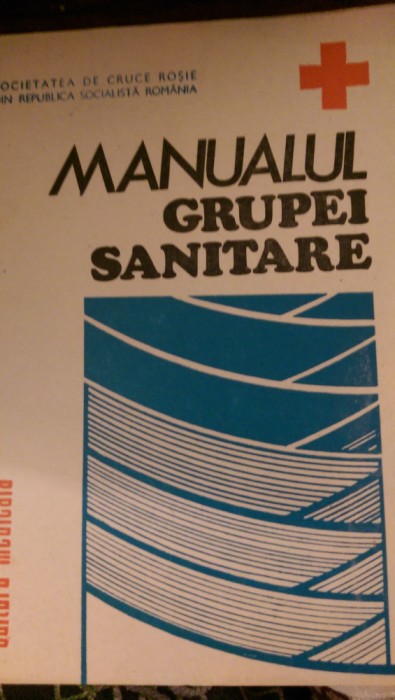 OCIETATEA DE CRUCE ROȘIE
IN REPUBLICA SOCIALISTĂ ROMÂNIA
MANUALUL
GRUPEI
SANITARE